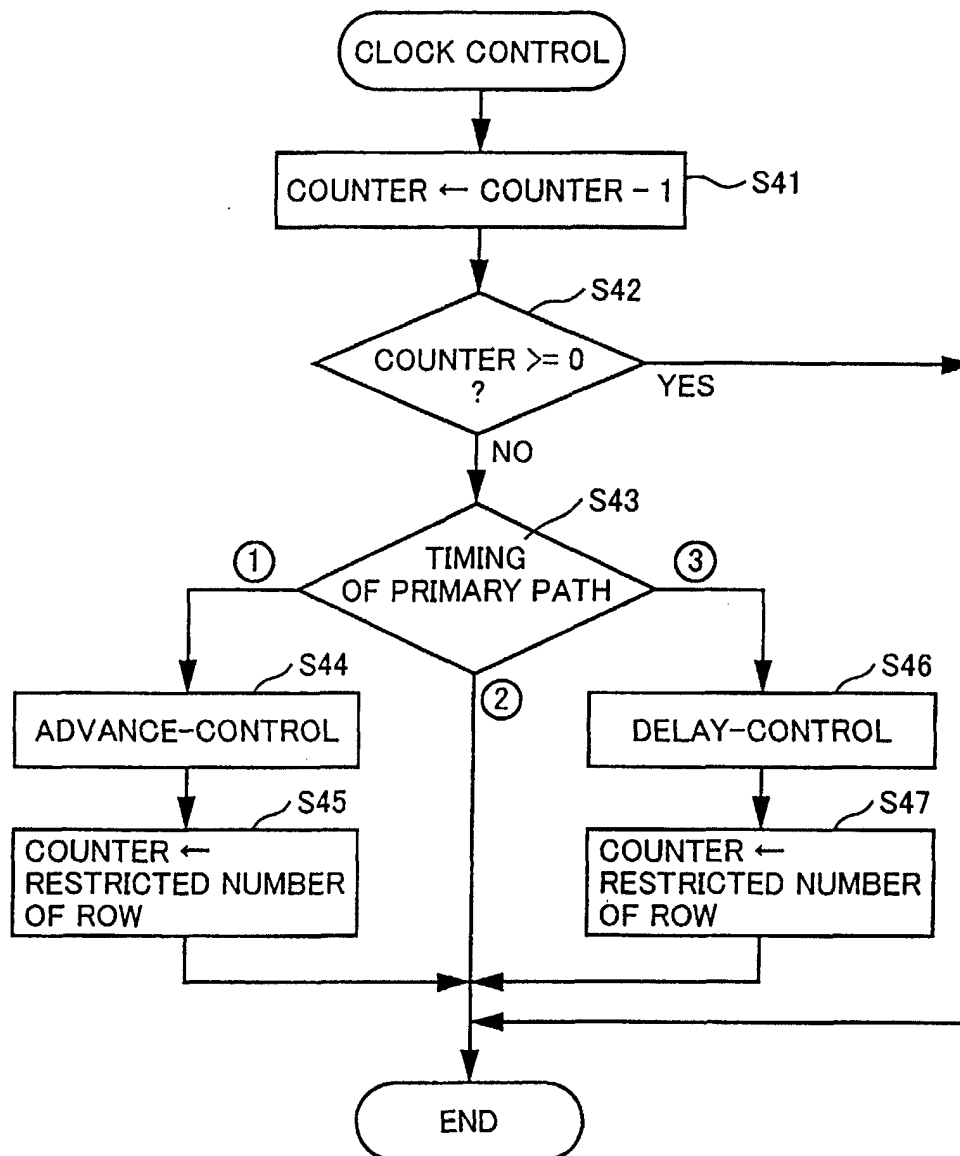 CLOCK CONTROL
COUNTER ← COUNTER - 1
S41
S42
COUNTER >= 0
?
YES
NO
S43
TIMING
OF PRIMARY PATH
①
③
②
S44
ADVANCE-CONTROL
S46
DELAY-CONTROL
S45
COUNTER ←
RESTRICTED NUMBER
OF ROW
S47
COUNTER ←
RESTRICTED NUMBER
OF ROW
END